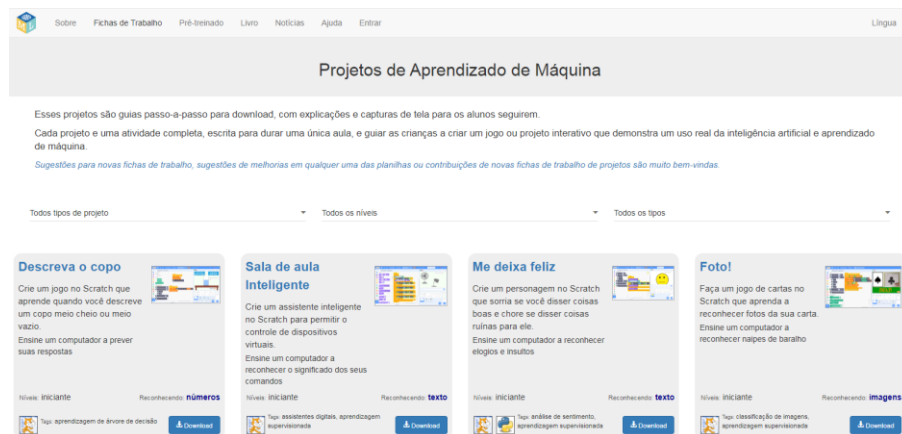 Sobre Fichas de Trabalho Pré-treinado Livro Notícias Ajuda Entrar Língua
Projetos de Aprendizado de Máquina
Esses projetos são guias passo-a-passo para download, com explicações e capturas de tela para os alunos seguirem.
Cada projeto e uma atividade completa, escrita para durar uma única aula, e guiar as crianças a criar um jogo ou projeto interativo que demonstra um uso real da inteligência artificial e aprendizado
de máquina.
Sugestões para novas fichas de trabalho, sugestões de melhorias em qualquer uma das planilhas ou contribuições de novas fichas de trabalho de projetos são muito bem-vindas.
Todos tipos de projeto Todos os níveis Todos os tipos
Descreva o copo
Crie um jogo no Scratch que
aprende quando você descreve
um copo meio cheio ou meio
vazio.
Ensine um computador a prever
suas respostas
Níveis: iniciante Reconhecendo: números
Tags: aprendizagem de árvore de decisão
Download
Sala de aula
Inteligente
Crie um assistente inteligente
no Scratch para permitir o
controle de dispositivos
virtuais.
Ensine um computador a
reconhecer o significado dos seus
comandos
Níveis: iniciante Reconhecendo: texto
Tags: assistentes digitais, aprendizagem
supervisionada
Download
Me deixa feliz
Crie um personagem no Scratch
que sorria se você disser coisas
boas e chore se disser coisas
ruínas para ele.
Ensine um computador a reconhecer
elogios e insultos
Níveis: iniciante Reconhecendo: texto
Tags: análise de sentimento,
aprendizagem supervisionada
Download
Foto!
Faça um jogo de cartas no
Scratch que aprenda a
reconhecer fotos da sua carta.
Ensine um computador a
reconhecer naipes de baralho
Níveis: iniciante Reconhecendo: imagens
Tags: classificação de imagens,
aprendizagem supervisionada
Download